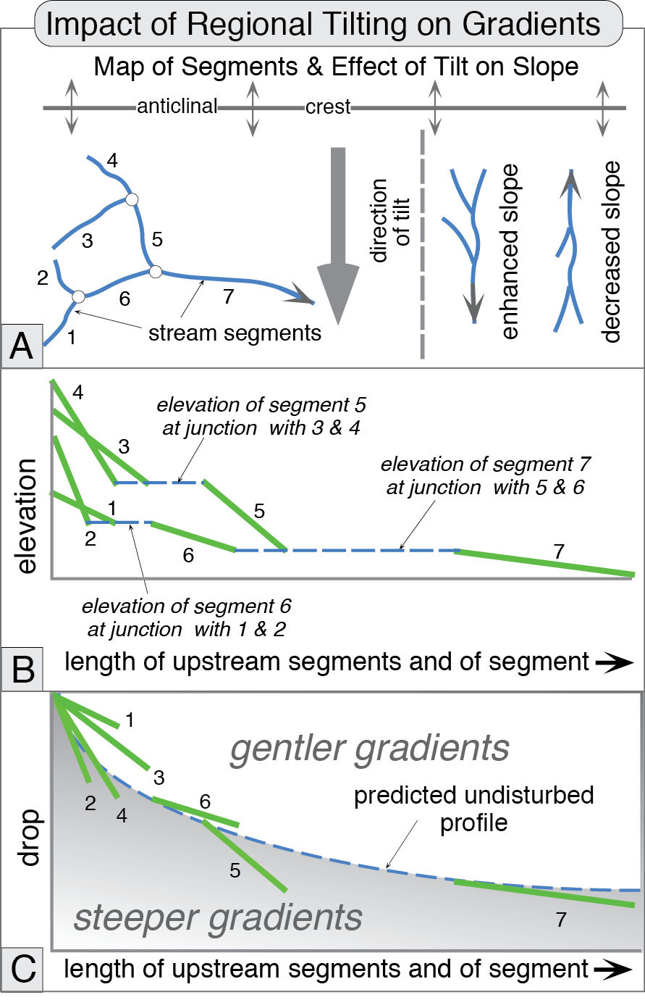 Impact of Regional Tilting on Gradients
Map of Segments & Effect of Tilt on Slope
anticlinal
crest
4
3
5
2
6
7
1
stream segments
direction
of tilt
enhanced slope
decreased slope
A
4
elevation of segment 5
at junction with 3 & 4
3
elevation of segment 7
at junction with 5 & 6
1
5
2
6
7
elevation
elevation of segment 6
at junction with 1 & 2
B
length of upstream segments and of segment
1
gentler gradients
3
2
4
6
predicted undisturbed
profile
5
drop
steeper gradients
7
C
length of upstream segments and of segment